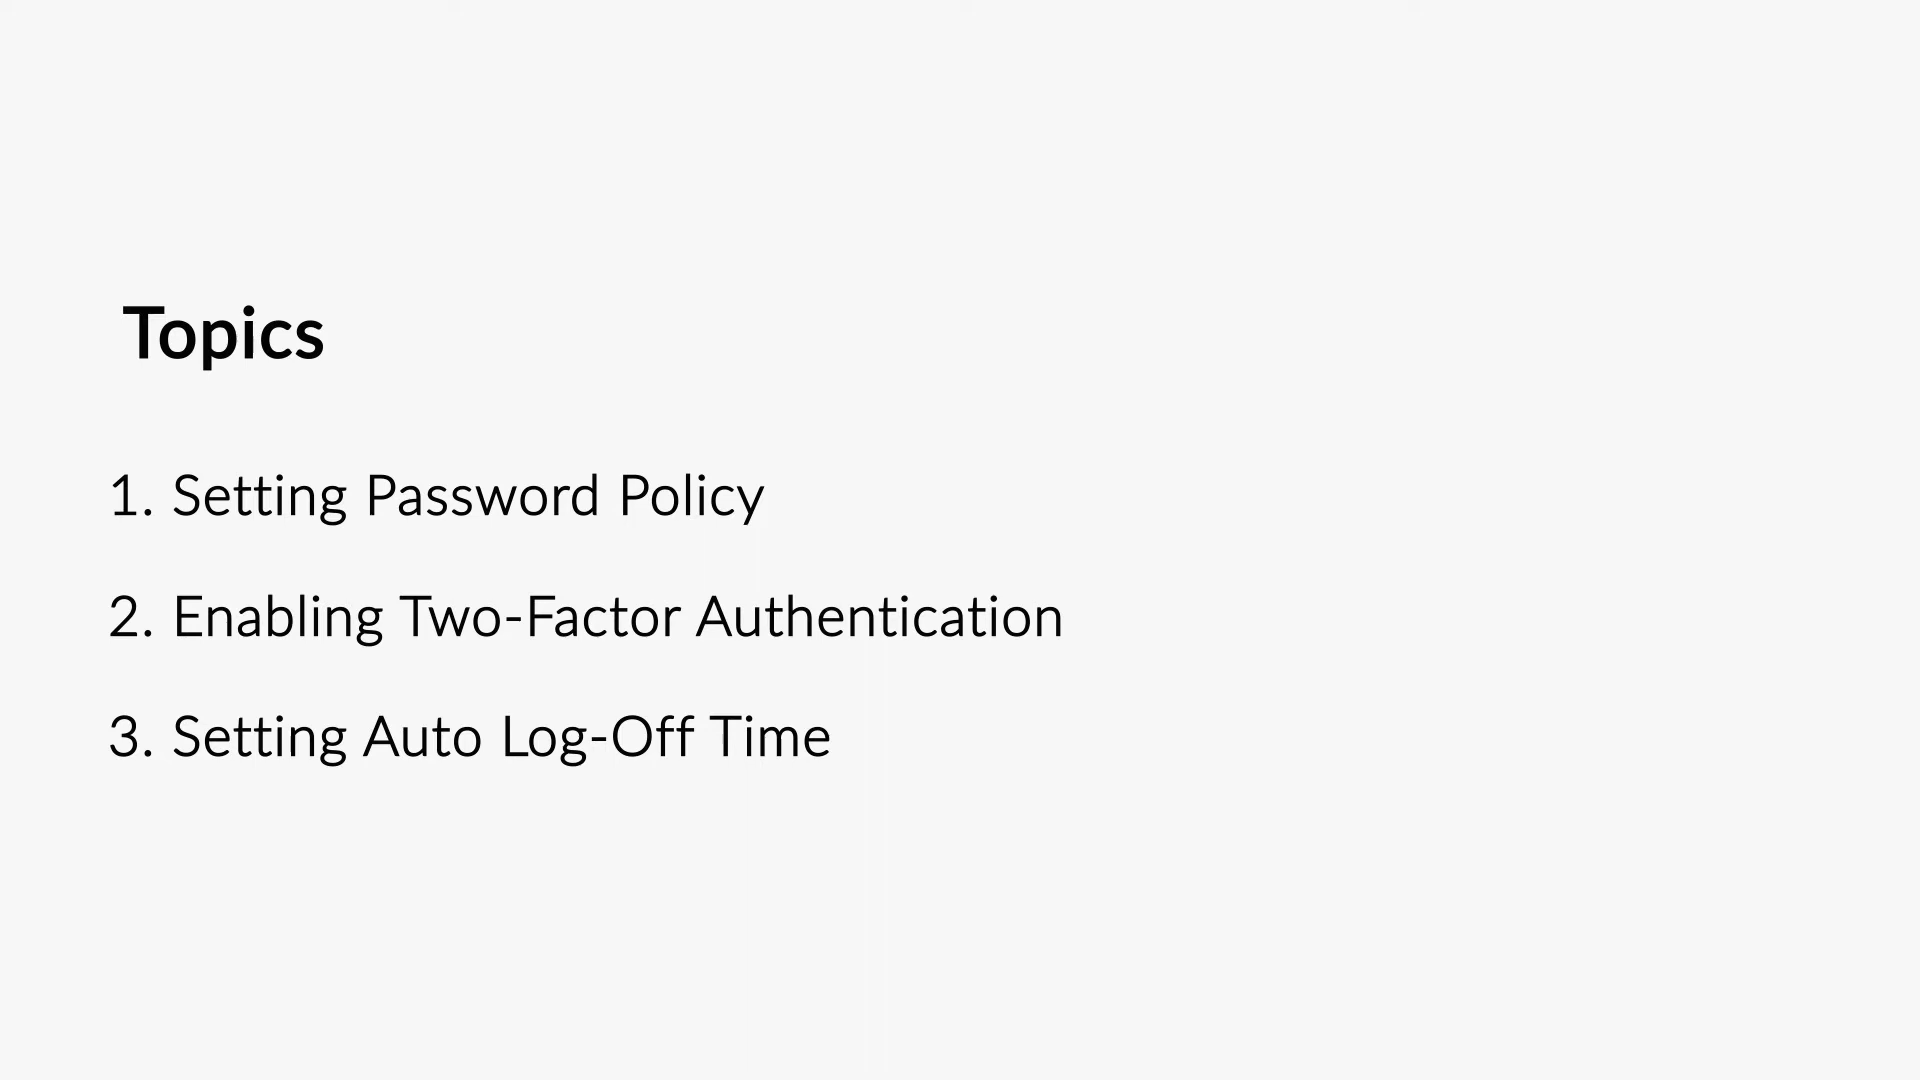 Topics
1. Setting Password Policy
2. Enabling Two-Factor Authentication
3. Setting Auto Log-Off Time